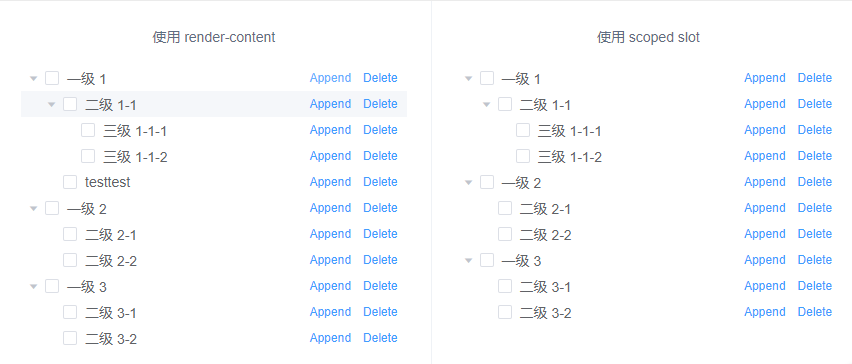 使用 render-content
一级 1 Append Delete
二级 1-1 Append Delete
三级 1-1-1 Append Delete
三级 1-1-2 Append Delete
testtest Append Delete
一级 2 Append Delete
二级 2-1 Append Delete
二级 2-2 Append Delete
一级 3 Append Delete
二级 3-1 Append Delete
二级 3-2 Append Delete
使用 scoped slot
一级 1 Append Delete
二级 1-1 Append Delete
三级 1-1-1 Append Delete
三级 1-1-2 Append Delete
一级 2 Append Delete
二级 2-1 Append Delete
二级 2-2 Append Delete
一级 3 Append Delete
二级 3-1 Append Delete
二级 3-2 Append Delete